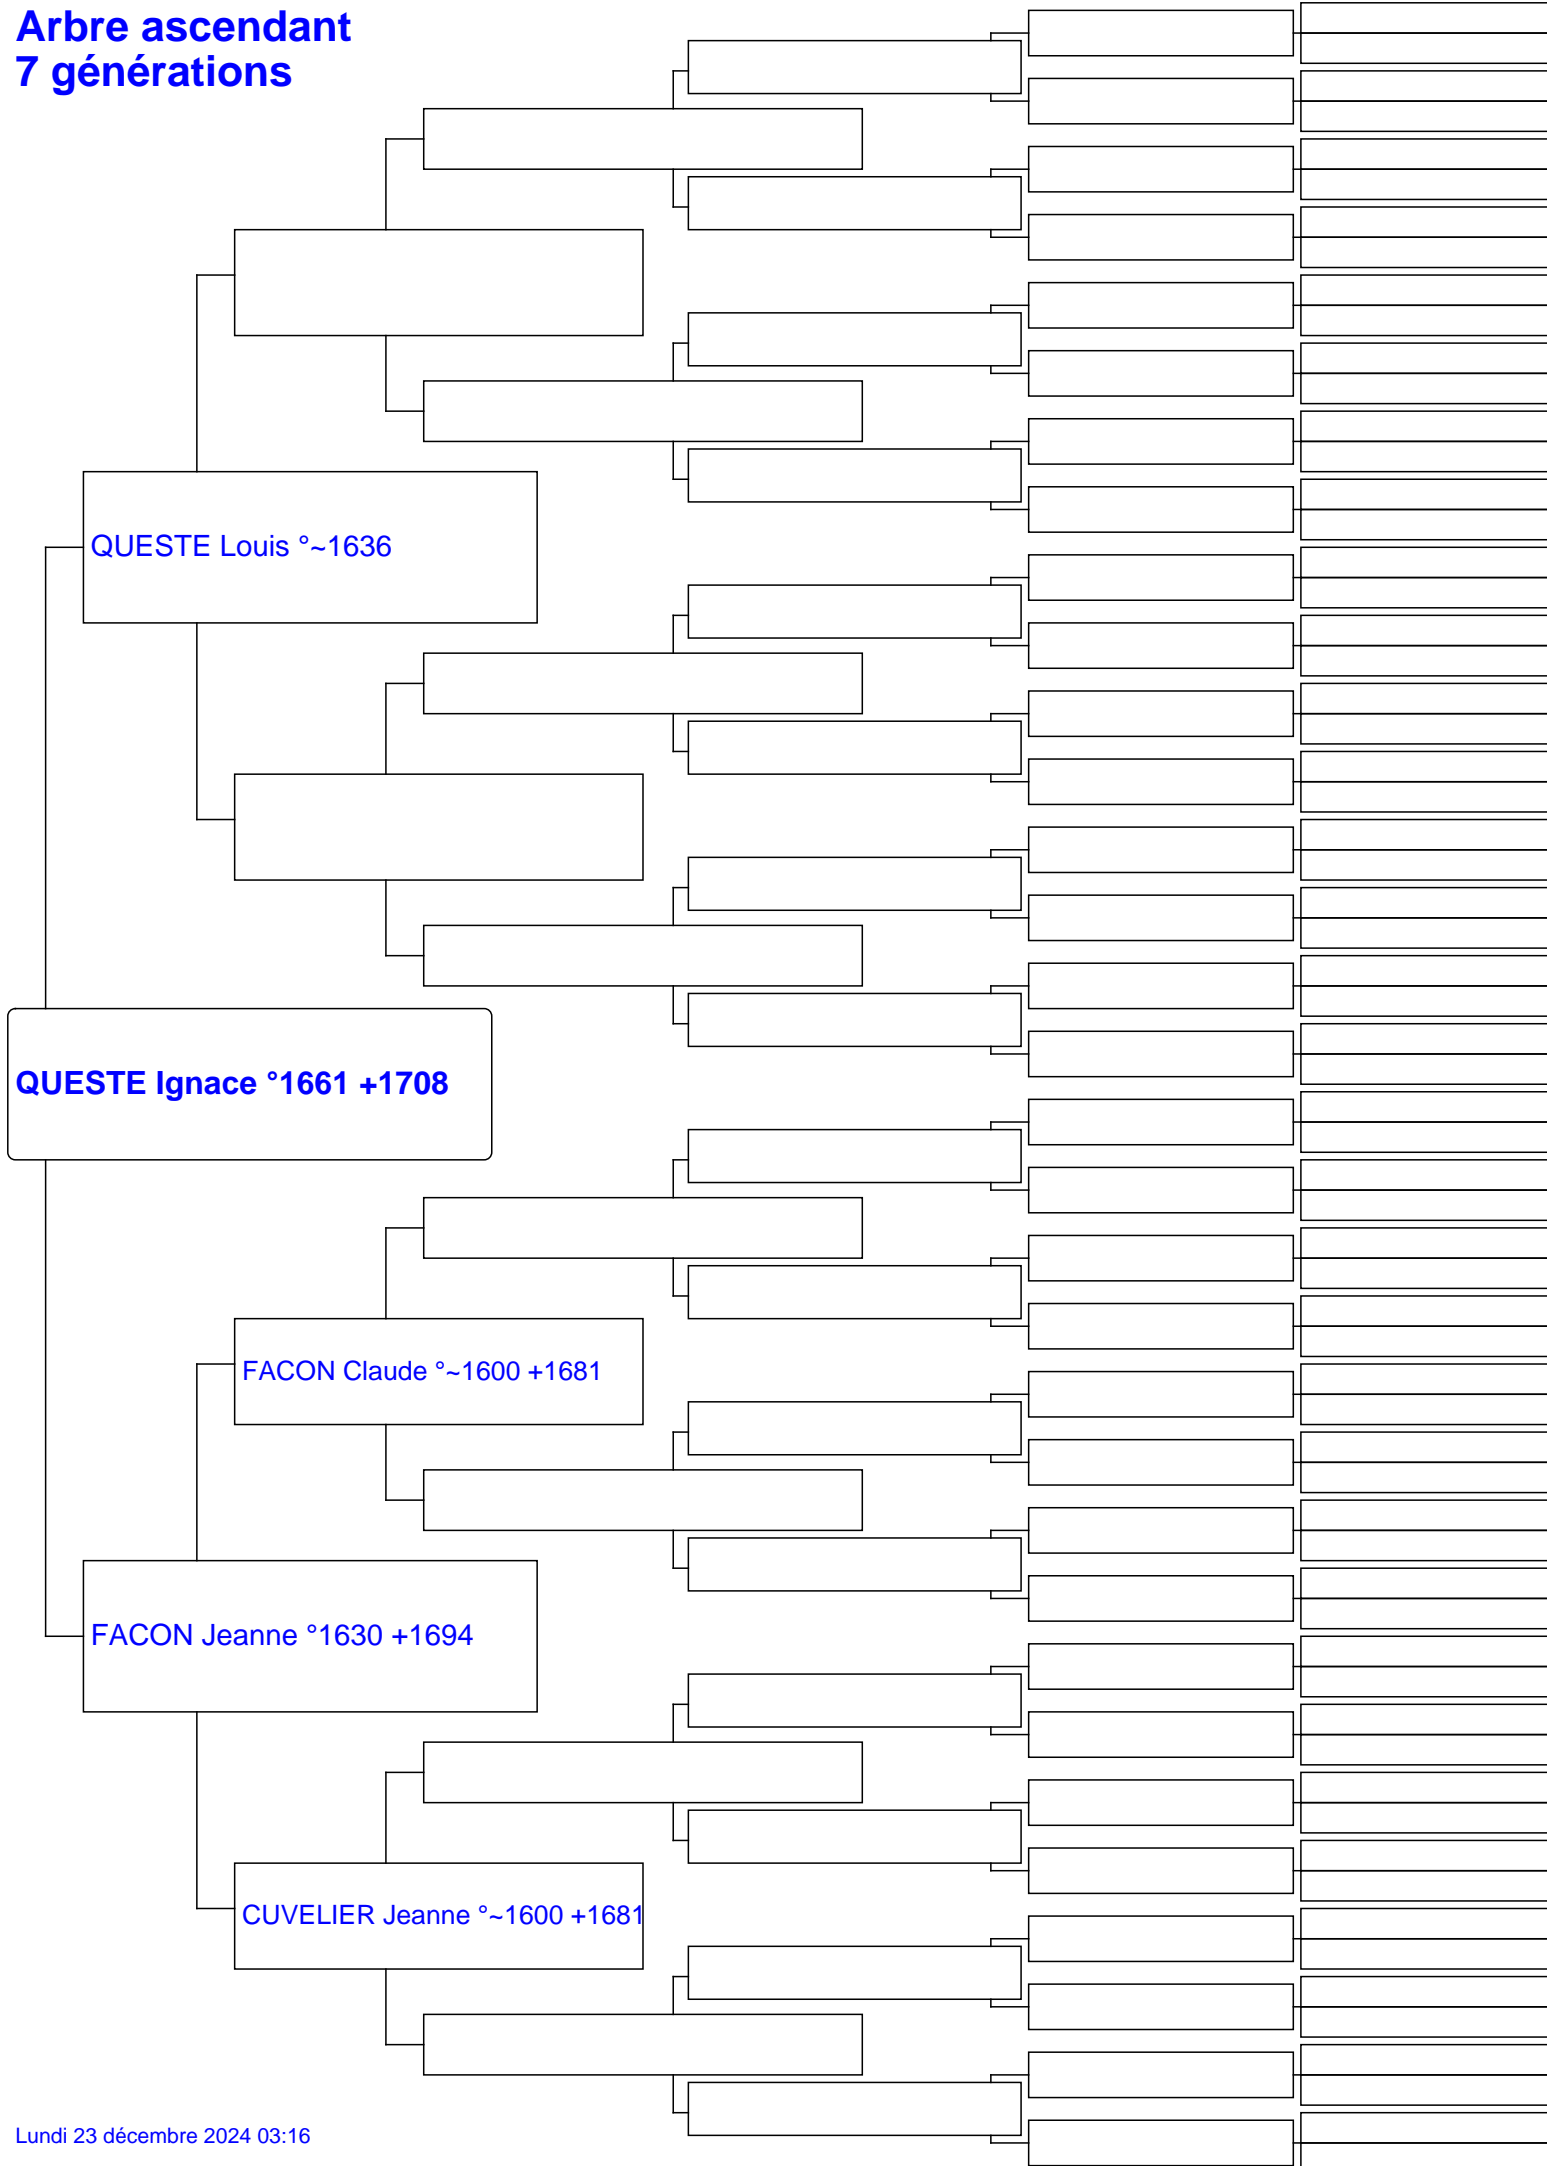 Arbre ascendant
7 générations
QUESTE Louis °~1636
QUESTE Ignace °1661 +1708
FACON Claude °~1600 +1681
FACON Jeanne °1630 +1694
CUVELIER Jeanne °~1600 +1681
Lundi 23 décembre 2024 03:16